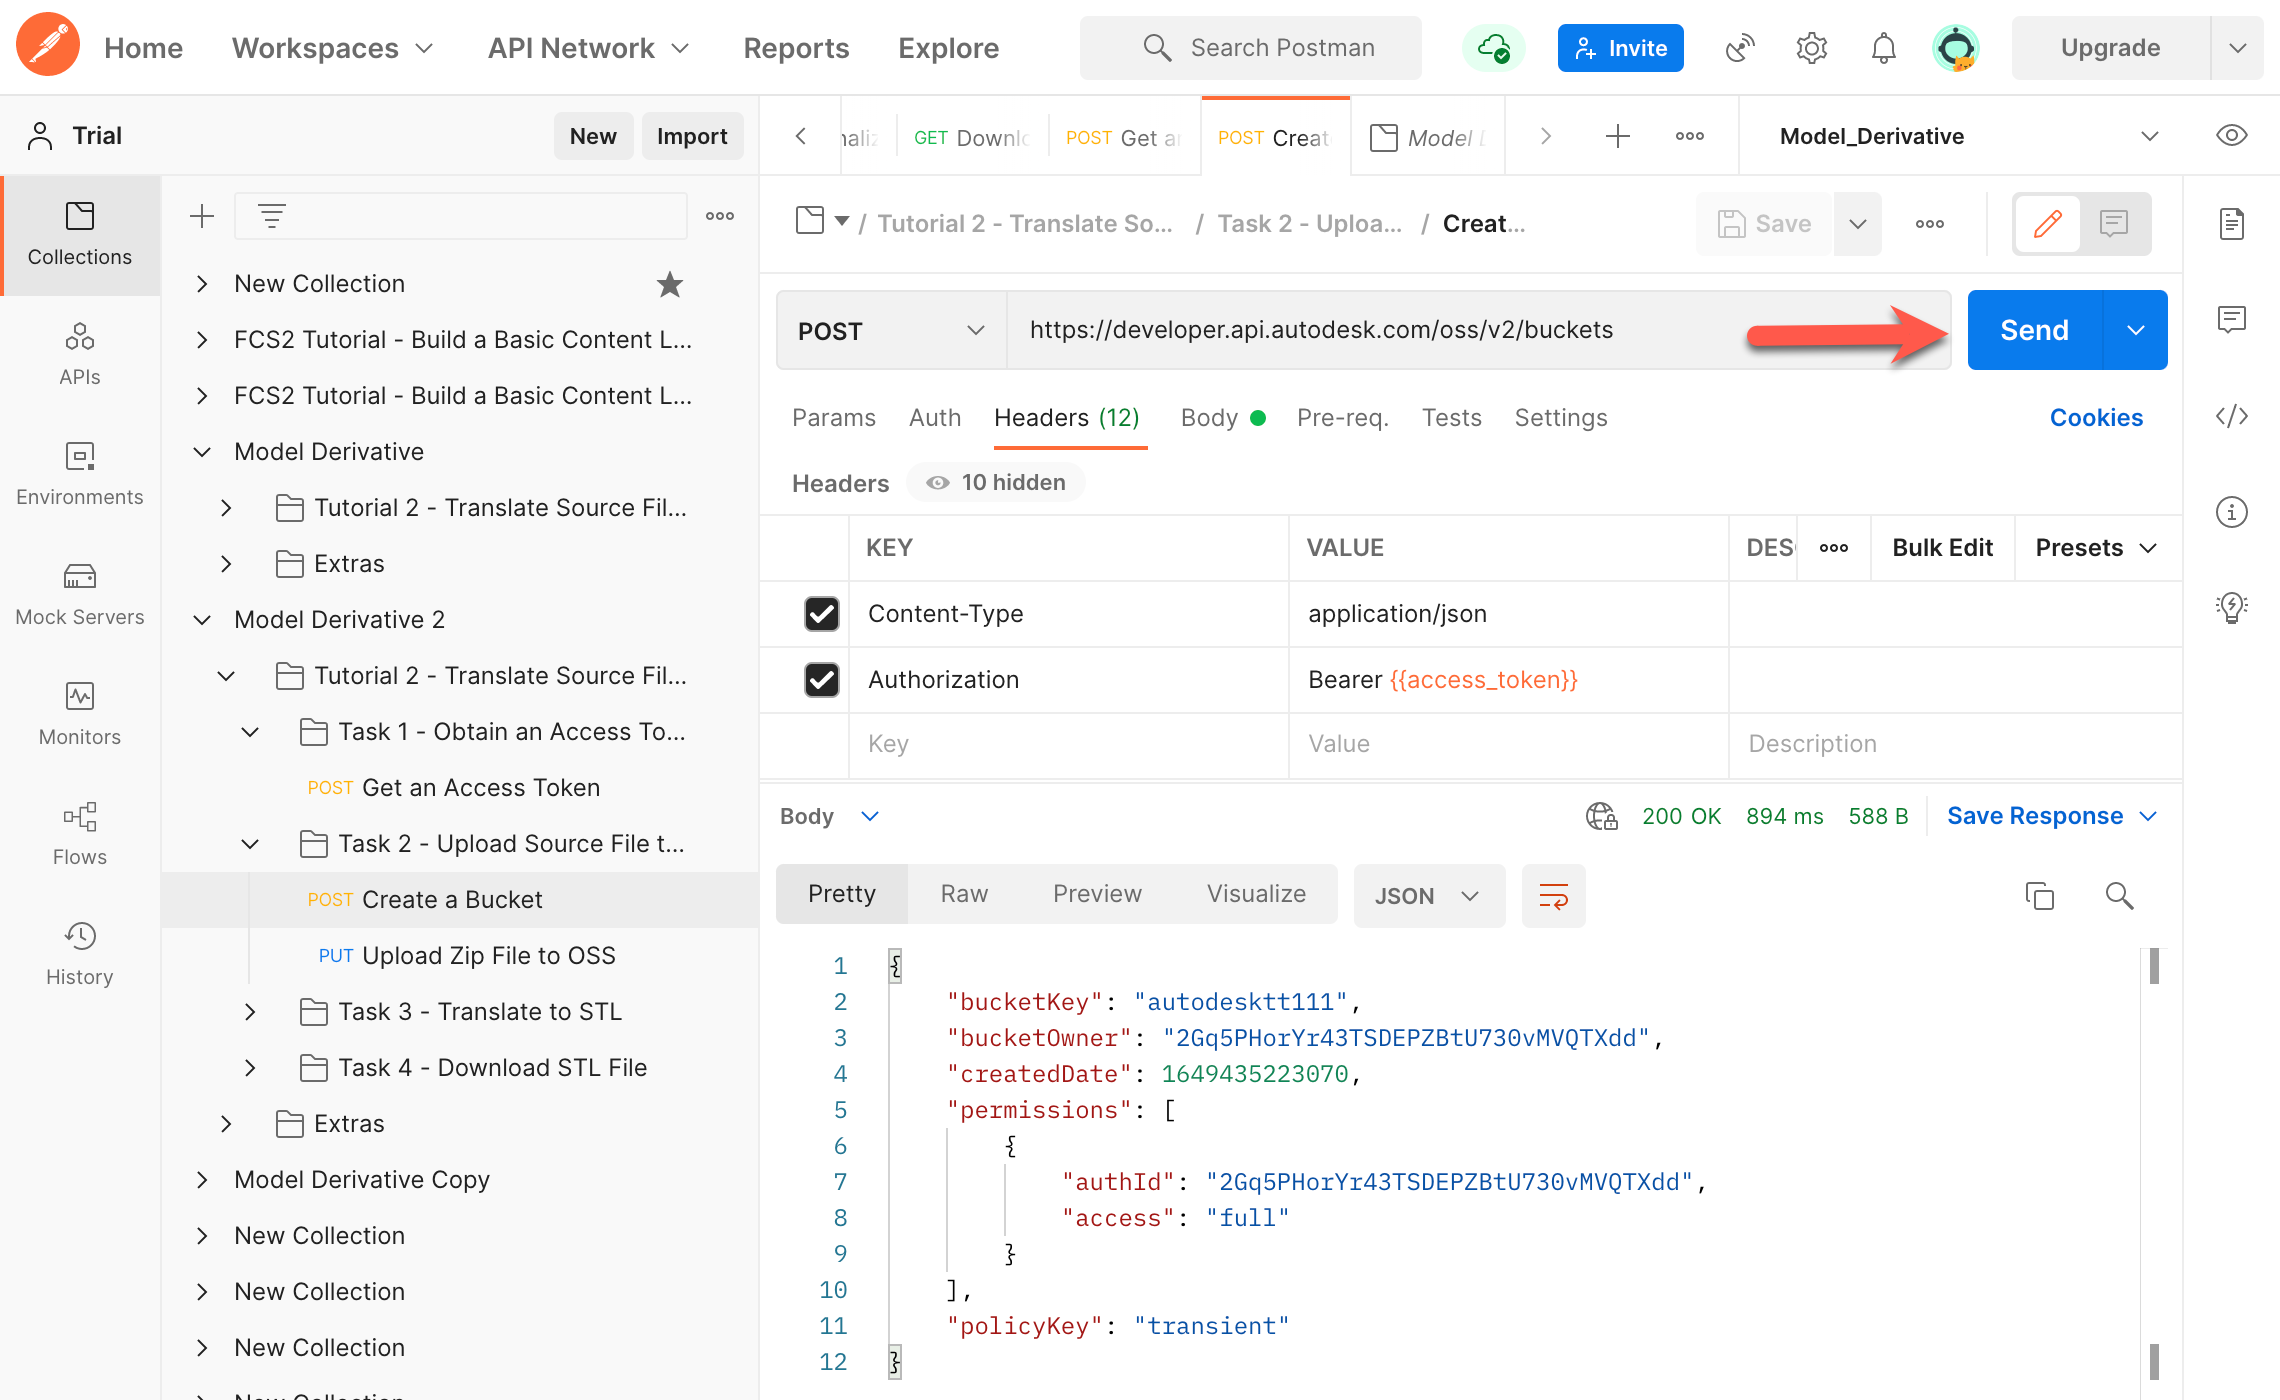 Home Workspaces API Network Reports Explore Search Postman Invite Upgrade
Trial New Import
GET Downlo POST Get an POST Creat Model D Model_Derivative
Collections
APIs
Environments
Mock Servers
Monitors
Flows
History
New Collection
FCS2 Tutorial - Build a Basic Content L...
FCS2 Tutorial - Build a Basic Content L...
Model Derivative
Tutorial 2 - Translate Source Fil...
Extras
Model Derivative 2
Tutorial 2 - Translate Source Fil...
Task 1 - Obtain an Access To...
POST Get an Access Token
Task 2 - Upload Source File t...
POST Create a Bucket
PUT Upload Zip File to OSS
Task 3 - Translate to STL
Task 4 - Download STL File
Extras
Model Derivative Copy
New Collection
New Collection
New Collection
New Collection
/ Tutorial 2 - Translate So... / Task 2 - Uploa... / Creat... Save
POST https://developer.api.autodesk.com/oss/v2/buckets Send
Params Auth Headers (12) Body Pre-req. Tests Settings Cookies
Headers 10 hidden
KEY VALUE DESC Bulk Edit Presets
Content-Type application/json
Authorization Bearer {{access_token}}
Key Value Description
Body 200 OK 894 ms 588 B Save Response
Pretty Raw Preview Visualize JSON
1 {
2 "bucketKey": "autodesktt111",
3 "bucketOwner": "2Gq5PHorYr43TSDEPZBtU730vMVQTXdd",
4 "createdDate": 1649435223070,
5 "permissions": [
6 {
7 "authId": "2Gq5PHorYr43TSDEPZBtU730vMVQTXdd",
8 "access": "full"
9 }
10 ],
11 "policyKey": "transient"
12 }